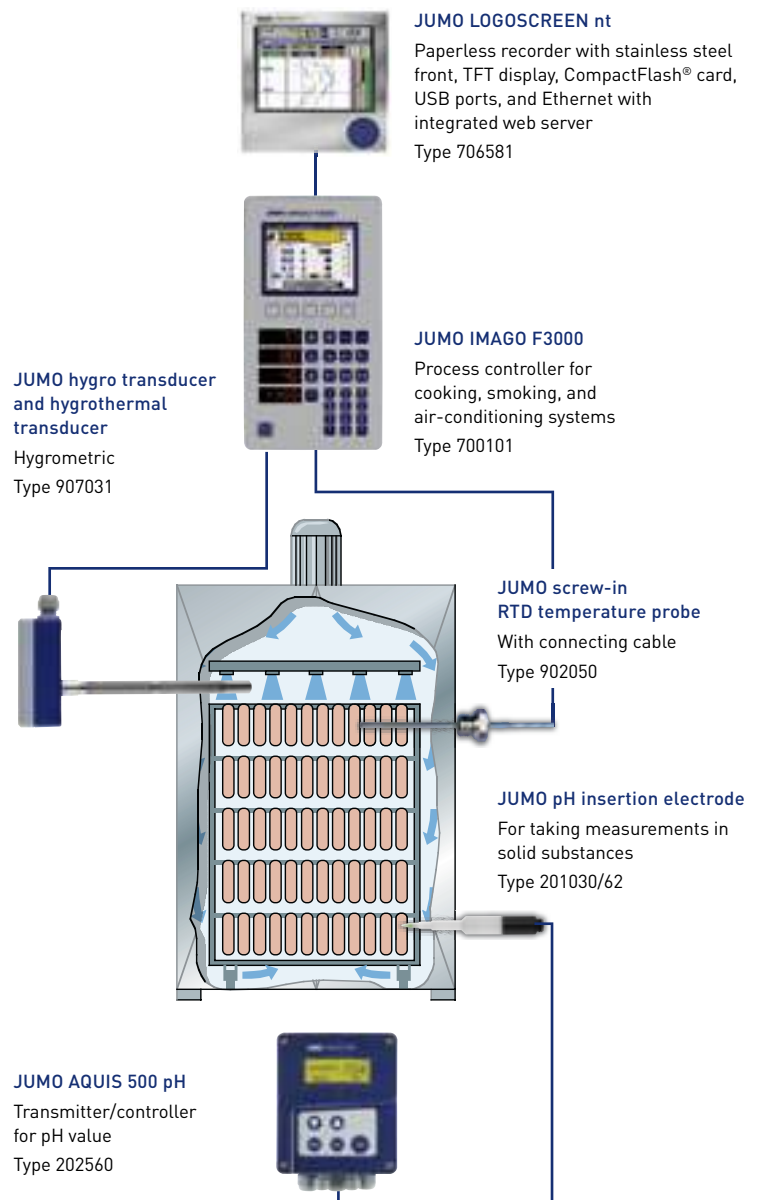 JUMO LOGOSCREEN nt
Paperless recorder with stainless steel
front, TFT display, CompactFlash® card,
USB ports, and Ethernet with
integrated web server
Type 706581
JUMO IMAGO F3000
Process controller for
cooking, smoking, and
air-conditioning systems
Type 700101
JUMO hygro transducer
and hygrothermal
transducer
Hygrometric
Type 907031
JUMO screw-in
RTD temperature probe
With connecting cable
Type 902050
JUMO pH insertion electrode
For taking measurements in
solid substances
Type 201030/62
JUMO AQUIS 500 pH
Transmitter/controller
for pH value
Type 202560